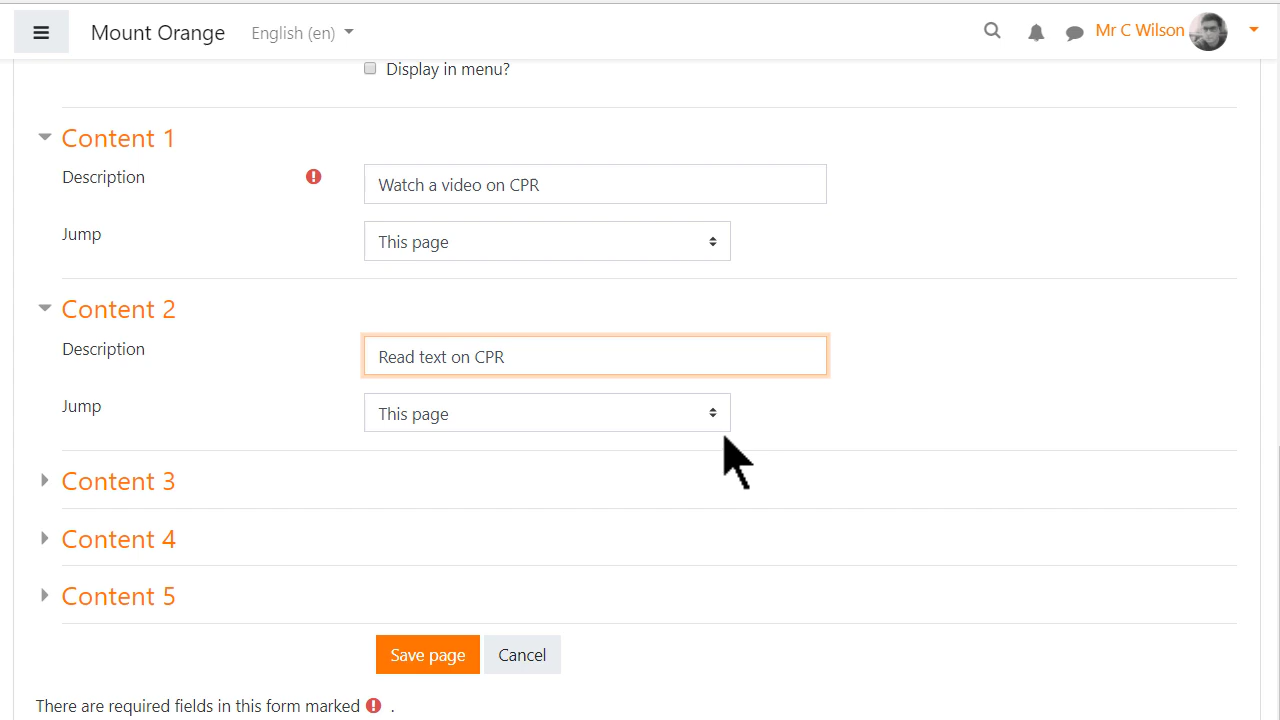 Mount Orange English (en) Mr C Wilson
Display in menu?
Content 1
Description Watch a video on CPR
Jump This page
Content 2
Description Read text on CPR
Jump This page
Content 3
Content 4
Content 5
Save page Cancel
There are required fields in this form marked .